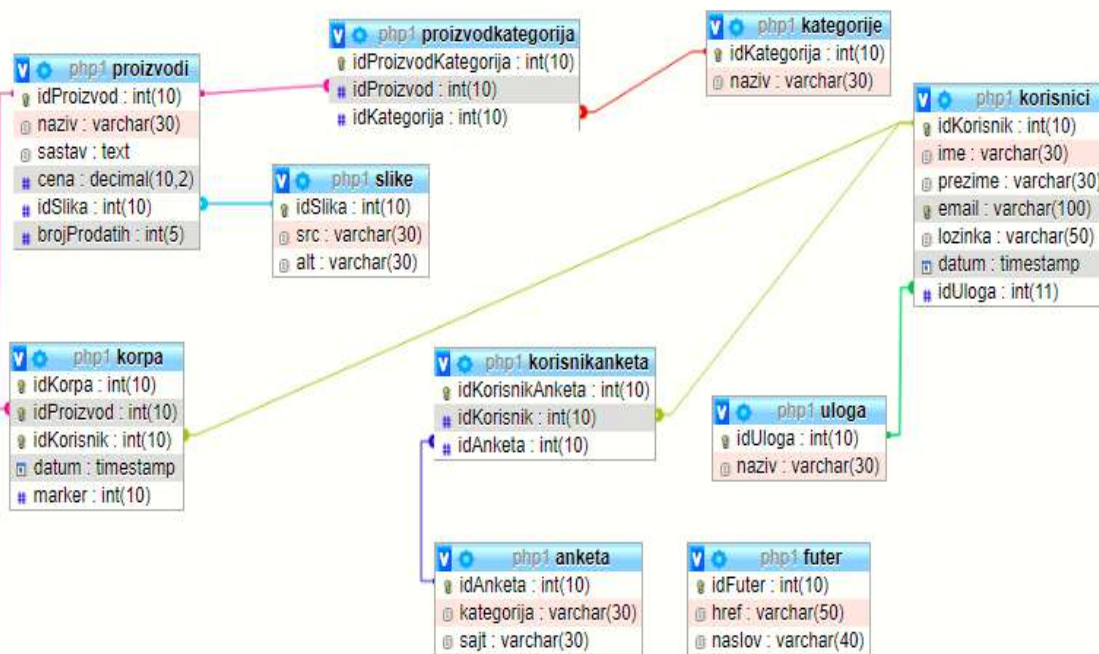 php1 proizvodi
idProizvod : int(10)
naziv : varchar(30)
sastav : text
cena : decimal(10,2)
idSlika : int(10)
brojProdatih : int(5)
php1 proizvodkategorija
idProizvodKategorija : int(10)
idProizvod : int(10)
idKategorija : int(10)
php1 kategorije
idKategorija : int(10)
naziv : varchar(30)
php1 korisnici
idKorisnik : int(10)
ime : varchar(30)
prezime : varchar(30)
email : varchar(100)
lozinka : varchar(50)
datum : timestamp
idUloga : int(11)
php1 slike
idSlika : int(10)
src : varchar(30)
alt : varchar(30)
php1 korpa
idKorpa : int(10)
idProizvod : int(10)
idKorisnik : int(10)
datum : timestamp
marker : int(10)
php1 korisnikanketa
idKorisnikAnketa : int(10)
idKorisnik : int(10)
idAnketa : int(10)
php1 uloga
idUloga : int(10)
naziv : varchar(30)
php1 anketa
idAnketa : int(10)
kategorija : varchar(30)
sajt : varchar(30)
php1 futer
idFuter : int(10)
href : varchar(50)
naslov : varchar(40)